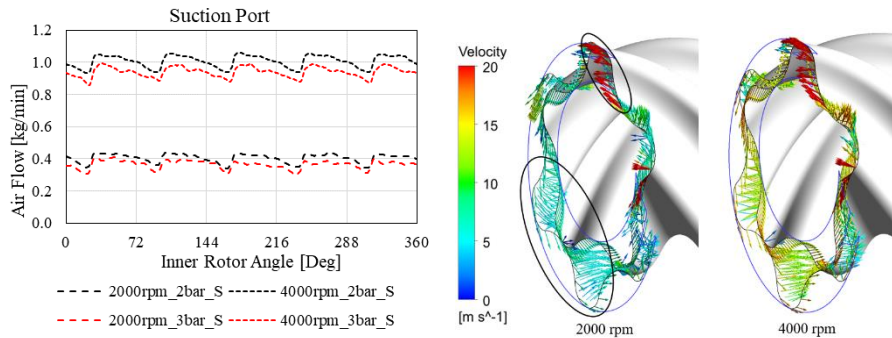 Suction Port
1.2
1.0
0.8
0.6
0.4
0.2
0.0
Air Flow [kg/min]
0 72 144 216 288 360
Inner Rotor Angle [Deg]
2000rpm_2bar_S 4000rpm_2bar_S
2000rpm_3bar_S 4000rpm_3bar_S
Velocity
20
15
10
5
0
[m s^-1]
2000 rpm
4000 rpm